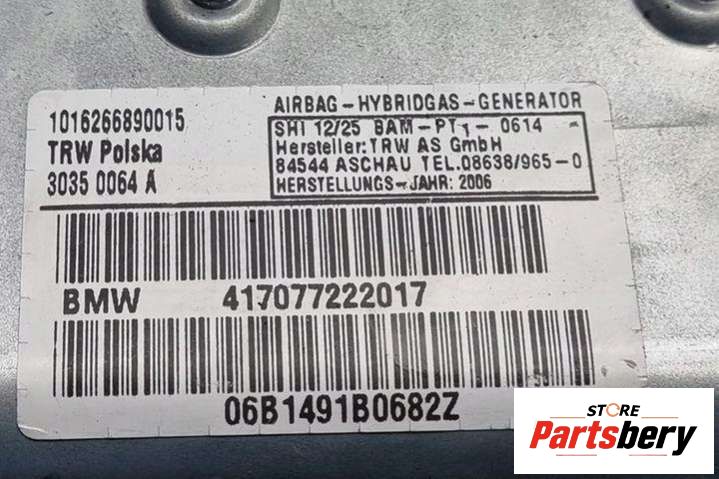 1016266890015
TRW Polska
3035 0064 A
AIRBAG-HYBRIDGAS-GENERATOR
SHI 12/25 BAM-PT1-0614
Hersteller:TRW AS GmbH
84544 ASCHAU TEL.08638/965-0
HERSTELLUNGS-JAHR: 2006
BMW 417077222017
06B1491B0682Z
STORE
Partsbery